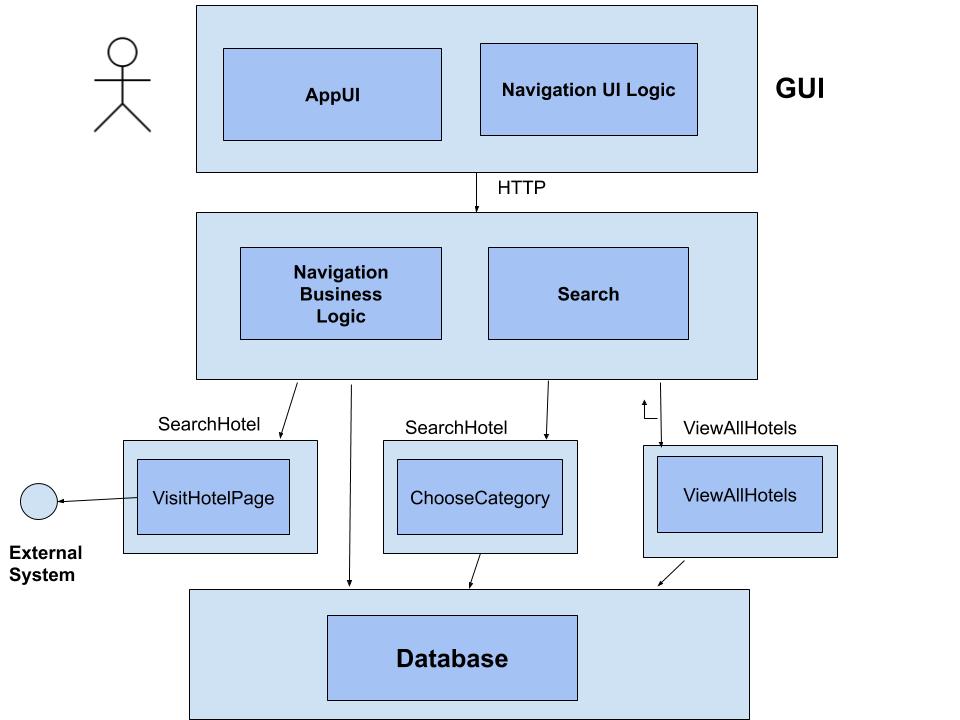 AppUI
Navigation UI Logic
GUI
HTTP
Navigation
Business
Logic
Search
SearchHotel
SearchHotel
ViewAllHotels
VisitHotelPage
ChooseCategory
ViewAllHotels
External
System
Database